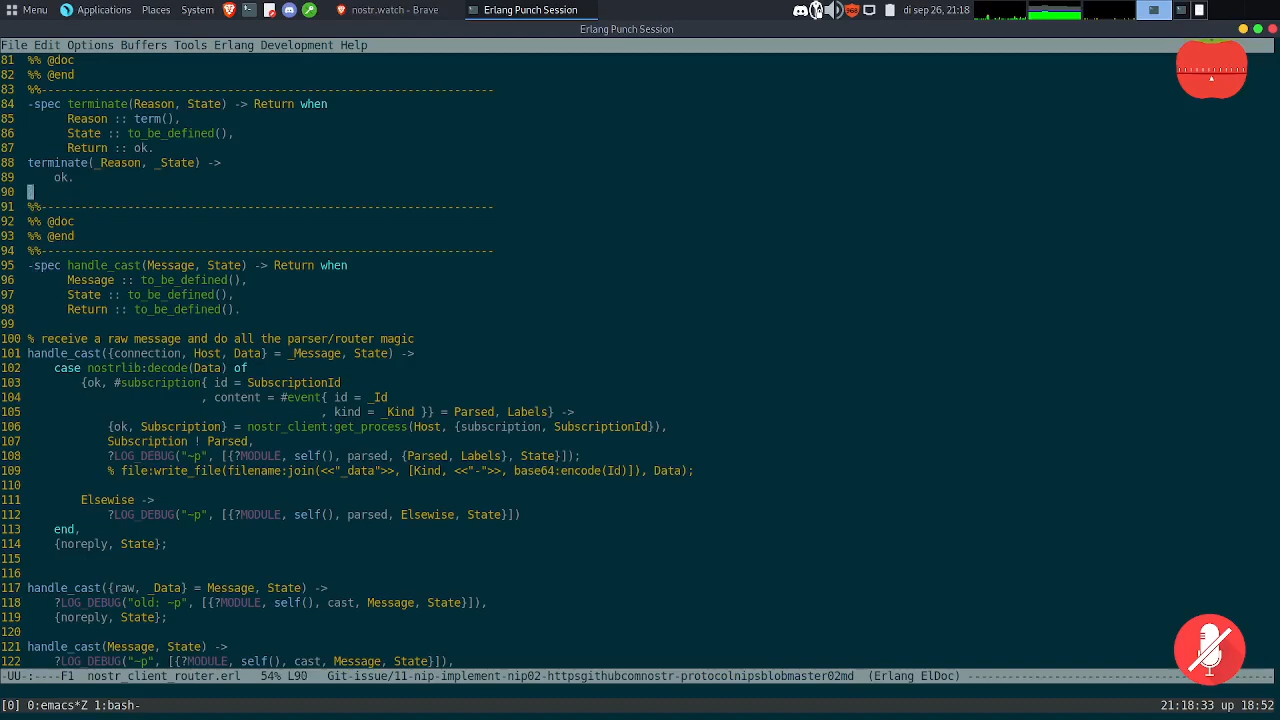 Menu Applications Places System nostr.watch - Brave Erlang Punch Session di sep 26, 21:18
Erlang Punch Session
File Edit Options Buffers Tools Erlang Development Help
81 %% @doc
82 %% @end
83 %%--------------------------------------------------------------------
84 -spec terminate(Reason, State) -> Return when
85 Reason :: term(),
86 State :: to_be_defined(),
87 Return :: ok.
88 terminate(_Reason, _State) ->
89 ok.
90
91 %%--------------------------------------------------------------------
92 %% @doc
93 %% @end
94 %%--------------------------------------------------------------------
95 -spec handle_cast(Message, State) -> Return when
96 Message :: to_be_defined(),
97 State :: to_be_defined(),
98 Return :: to_be_defined().
99
100 % receive a raw message and do all the parser/router magic
101 handle_cast({connection, Host, Data} = _Message, State) ->
102 case nostrlib:decode(Data) of
103 {ok, #subscription{ id = SubscriptionId
104 , content = #event{ id = _Id
105 , kind = _Kind }} = Parsed, Labels} ->
106 {ok, Subscription} = nostr_client:get_process(Host, {subscription, SubscriptionId}),
107 Subscription ! Parsed,
108 ?LOG_DEBUG("~p", [{?MODULE, self(), parsed, {Parsed, Labels}, State}]);
109 % file:write_file(filename:join(<<"_data">>, [Kind, <<"-">>, base64:encode(Id)]), Data);
110
111 Elsewise ->
112 ?LOG_DEBUG("~p", [{?MODULE, self(), parsed, Elsewise, State}])
113 end,
114 {noreply, State};
115
116
117 handle_cast({raw, _Data} = Message, State) ->
118 ?LOG_DEBUG("old: ~p", [{?MODULE, self(), cast, Message, State}]),
119 {noreply, State};
120
121 handle_cast(Message, State) ->
122 ?LOG_DEBUG("~p", [{?MODULE, self(), cast, Message, State}]),
-UU-:----F1 nostr_client_router.erl 54% L90 Git-issue/11-nip-implement-nip02-httpsgithubcomnostr-protocolnipsblobmaster02md (Erlang ElDoc) ------------------------------------------------
[0] 0:emacs*Z 1:bash- 21:18:33 up 18:52